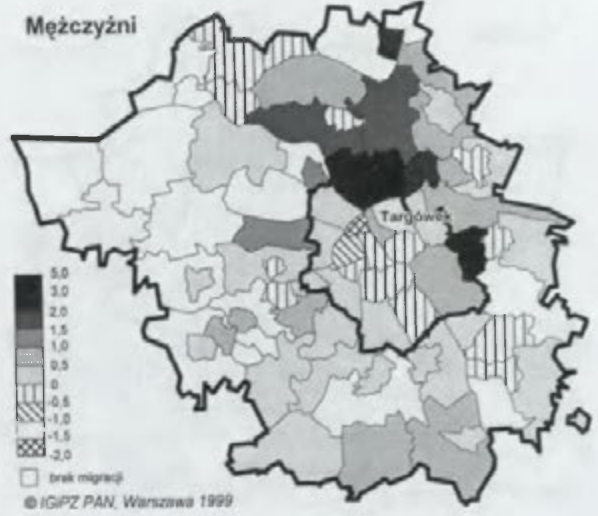 Mężczyźni
Targówek
5,0
3,0
2,0
1,5
1,0
0,5
0
-0,5
-1,0
-1,5
-2,0
brak migracji
© IGiPZ PAN, Warszawa 1999